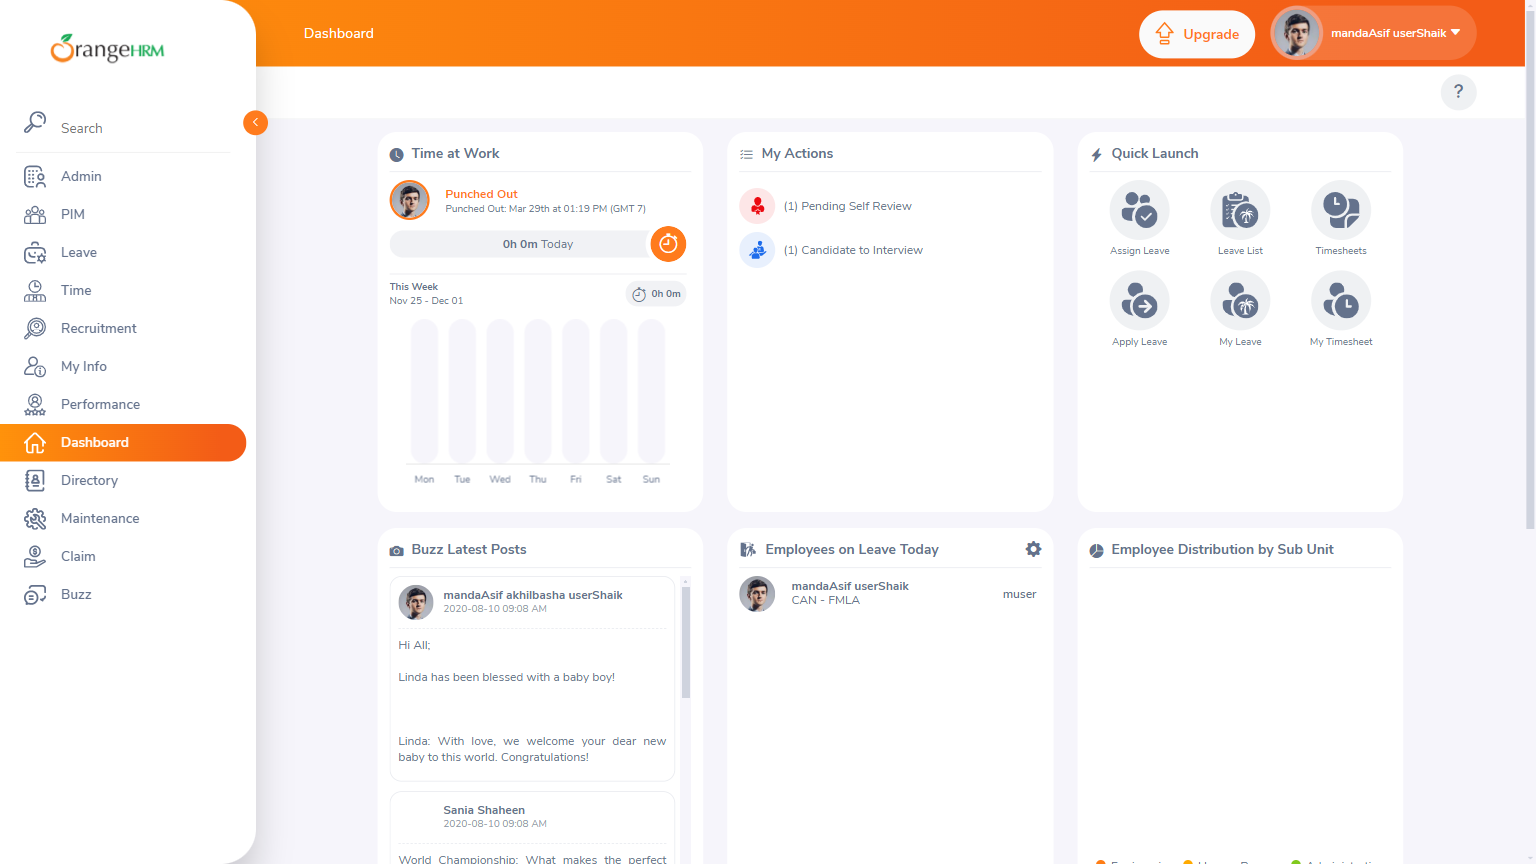 OrangeHRM
Dashboard
Upgrade
mandaAsif userShaik
?
Search
Admin
PIM
Leave
Time
Recruitment
My Info
Performance
Dashboard
Directory
Maintenance
Claim
Buzz
Time at Work
Punched Out
Punched Out: Mar 29th at 01:19 PM (GMT 7)
0h 0m Today
This Week
Nov 25 - Dec 01
0h 0m
Mon Tue Wed Thu Fri Sat Sun
My Actions
(1) Pending Self Review
(1) Candidate to Interview
Quick Launch
Assign Leave Leave List Timesheets
Apply Leave My Leave My Timesheet
Buzz Latest Posts
mandaAsif akhilbasha userShaik
2020-08-10 09:08 AM
Hi All;
Linda has been blessed with a baby boy!
Linda: With love, we welcome your dear new
baby to this world. Congratulations!
Sania Shaheen
2020-08-10 09:08 AM
World Championship: What makes the perfect
Employees on Leave Today
mandaAsif userShaik
CAN - FMLA
muser
Employee Distribution by Sub Unit